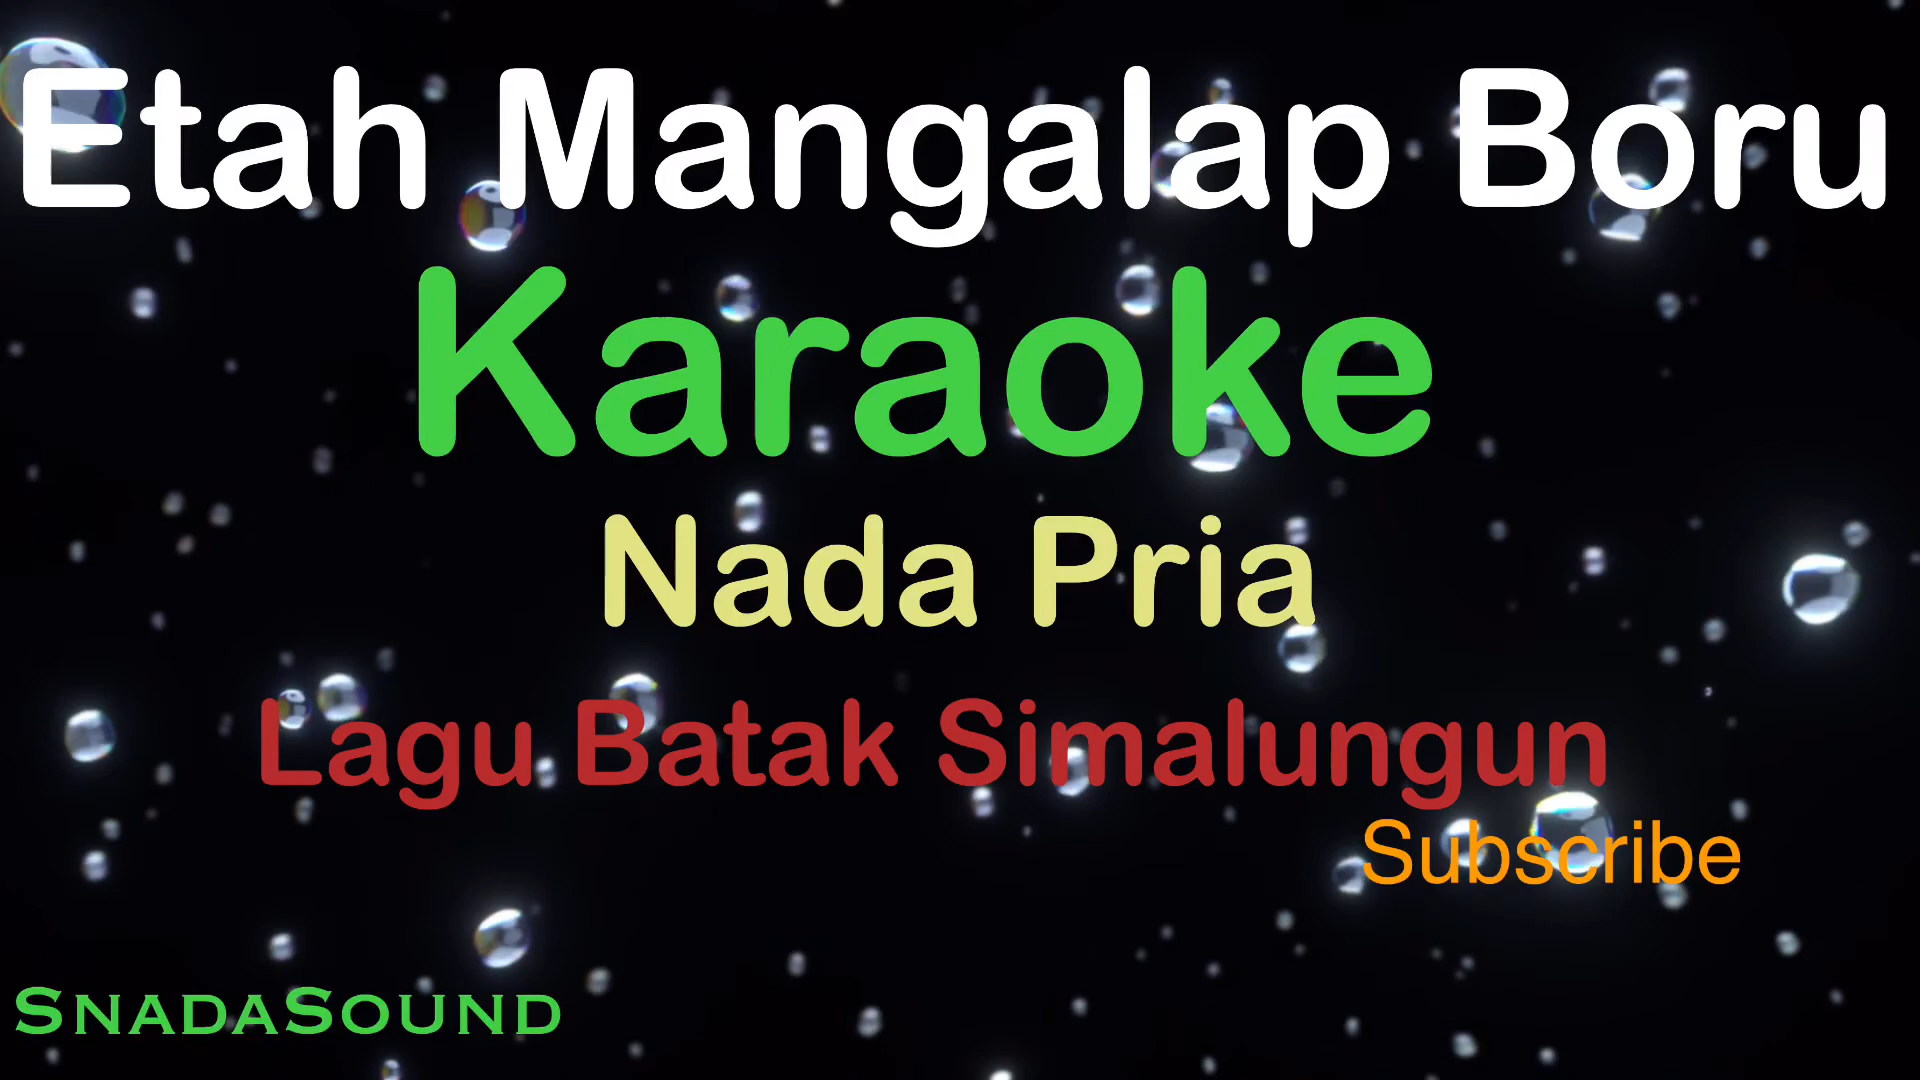 Etah Mangalap Boru
Karaoke
Nada Pria
Lagu Batak Simalungun
Subscribe
SnadaSound